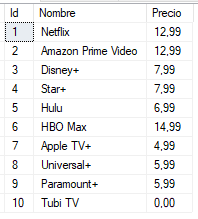 Id Nombre Precio
1 Netflix 12,99
2 Amazon Prime Video 12,99
3 Disney+ 7,99
4 Star+ 7,99
5 Hulu 6,99
6 HBO Max 14,99
7 Apple TV+ 4,99
8 Universal+ 5,99
9 Paramount+ 5,99
10 Tubi TV 0,00